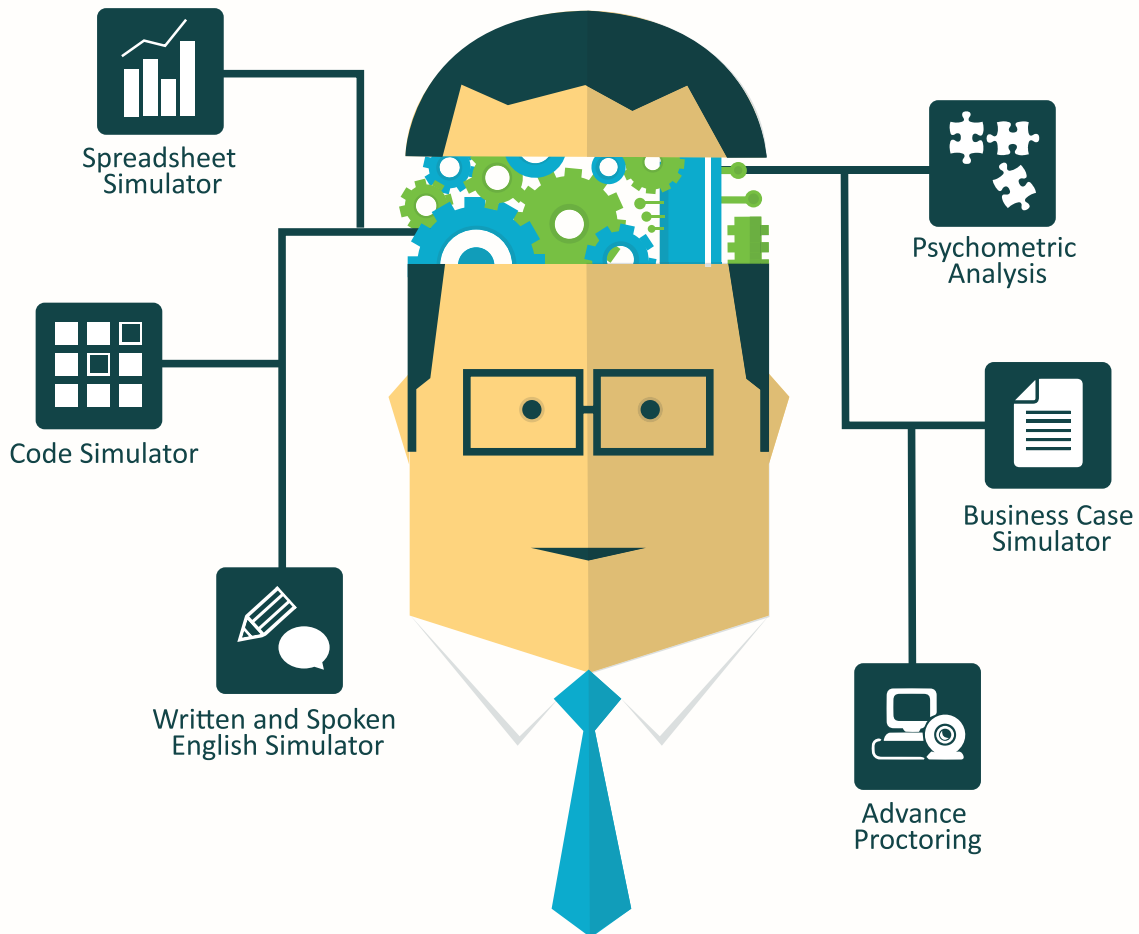 Spreadsheet
Simulator
Psychometric
Analysis
Code Simulator
Business Case
Simulator
Written and Spoken
English Simulator
Advance
Proctoring